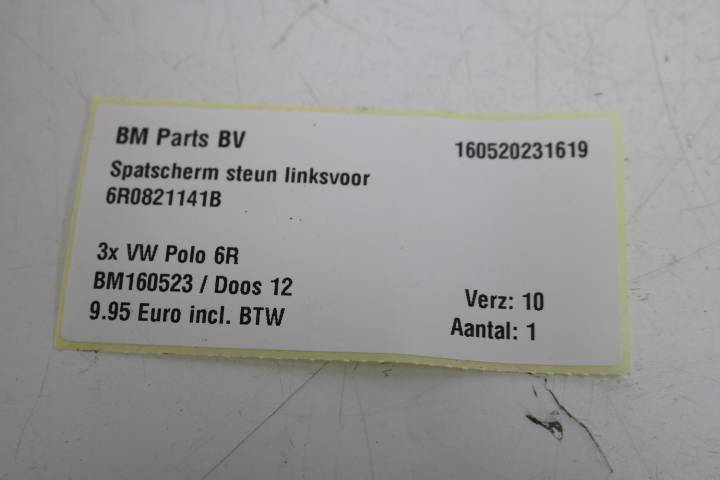 BM Parts BV
160520231619
Spatscherm steun linksvoor
6R0821141B
3x VW Polo 6R
BM160523 / Doos 12
Verz: 10
9.95 Euro incl. BTW
Aantal: 1